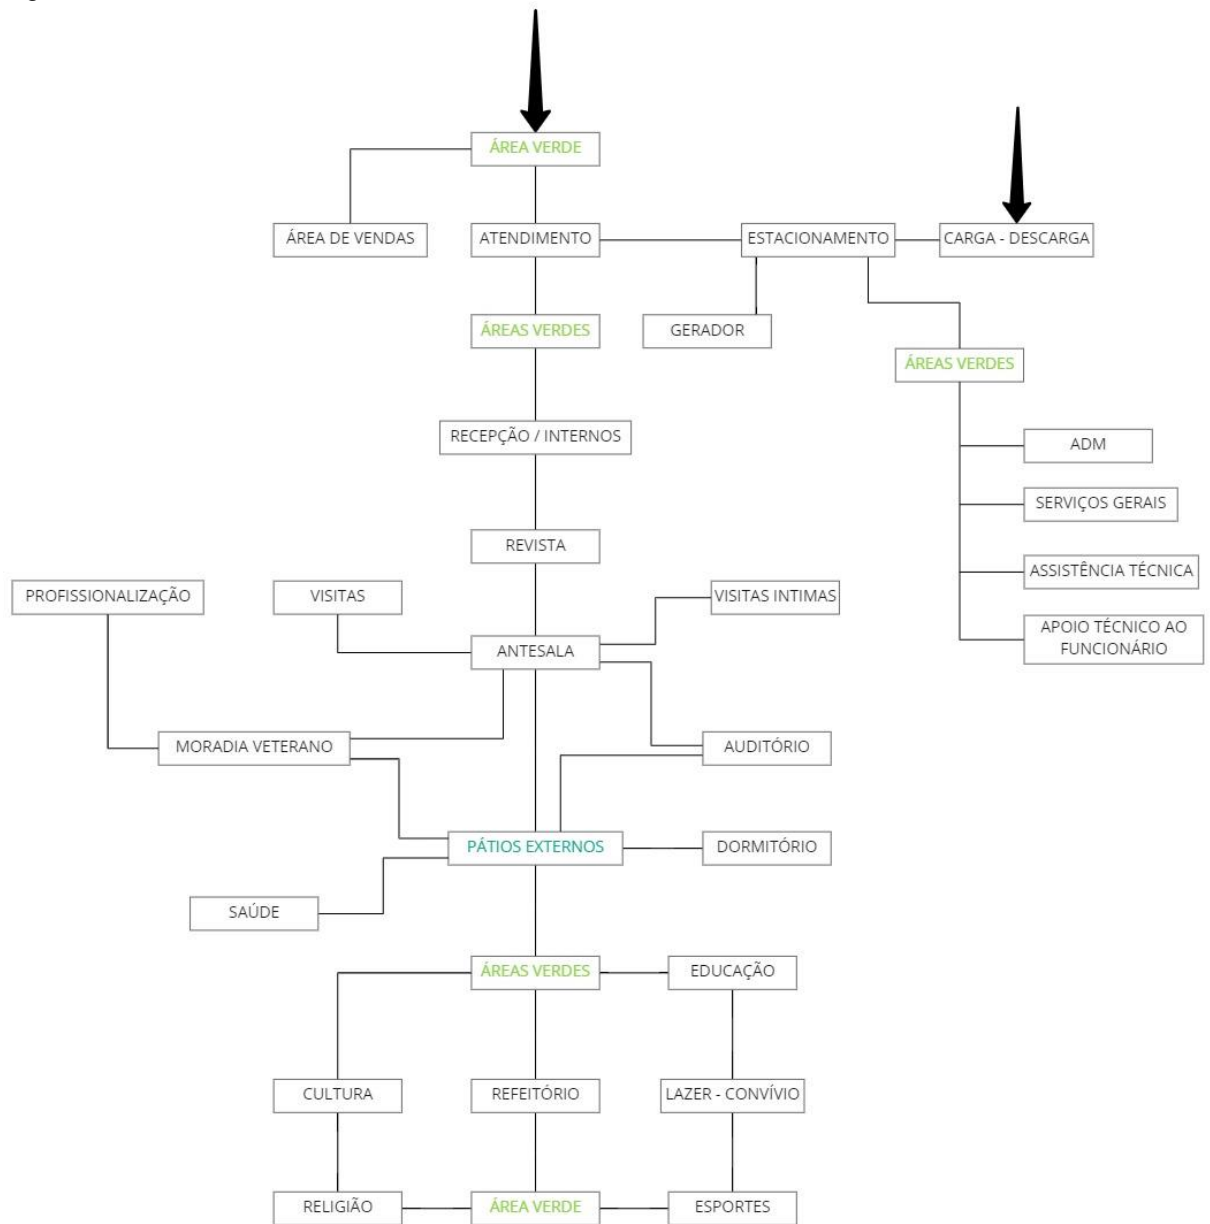 ÁREA VERDE
ÁREA DE VENDAS
ATENDIMENTO
ESTACIONAMENTO
CARGA - DESCARGA
ÁREAS VERDES
GERADOR
ÁREAS VERDES
RECEPÇÃO / INTERNOS
ADM
SERVIÇOS GERAIS
REVISTA
ASSISTÊNCIA TÉCNICA
PROFISSIONALIZAÇÃO
VISITAS
VISITAS INTIMAS
APOIO TÉCNICO AO
FUNCIONÁRIO
ANTESALA
MORADIA VETERANO
AUDITÓRIO
PÁTIOS EXTERNOS
DORMITÓRIO
SAÚDE
ÁREAS VERDES
EDUCAÇÃO
CULTURA
REFEITÓRIO
LAZER - CONVÍVIO
RELIGIÃO
ÁREA VERDE
ESPORTES